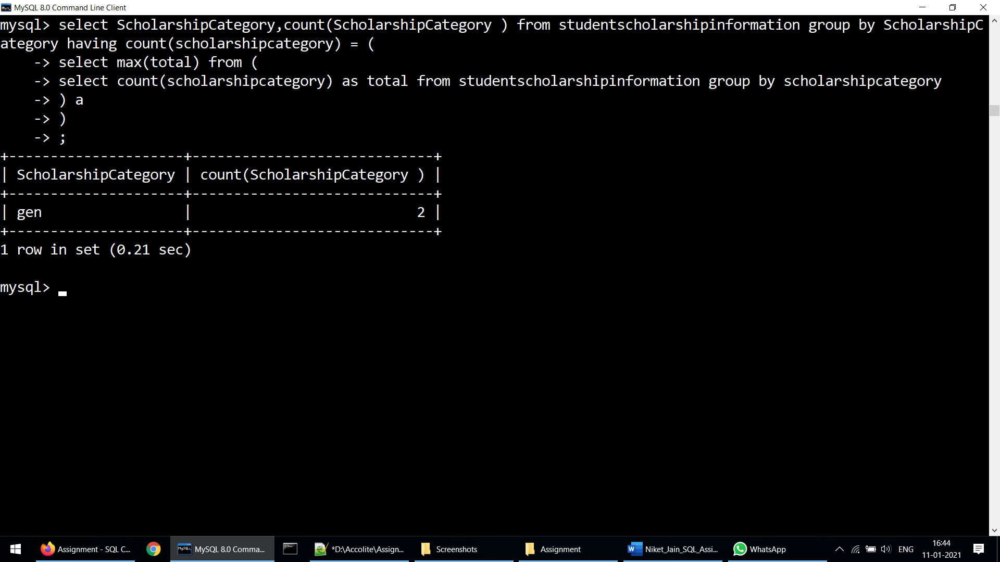 MySQL 8.0 Command Line Client
mysql> select ScholarshipCategory,count(ScholarshipCategory ) from studentscholarshipinformation group by ScholarshipC
ategory having count(scholarshipcategory) = (
    -> select max(total) from (
    -> select count(scholarshipcategory) as total from studentscholarshipinformation group by scholarshipcategory
    -> ) a
    -> )
    -> ;
+---------------------+-----------------------------+
| ScholarshipCategory | count(ScholarshipCategory ) |
+---------------------+-----------------------------+
| gen                 |                           2 |
+---------------------+-----------------------------+
1 row in set (0.21 sec)
mysql>
Assignment - SQL C... MySQL 8.0 Comma... *D:\Accolite\Assign... Screenshots Assignment Niket_Jain_SQL_Assi... WhatsApp ENG 16:44
11-01-2021